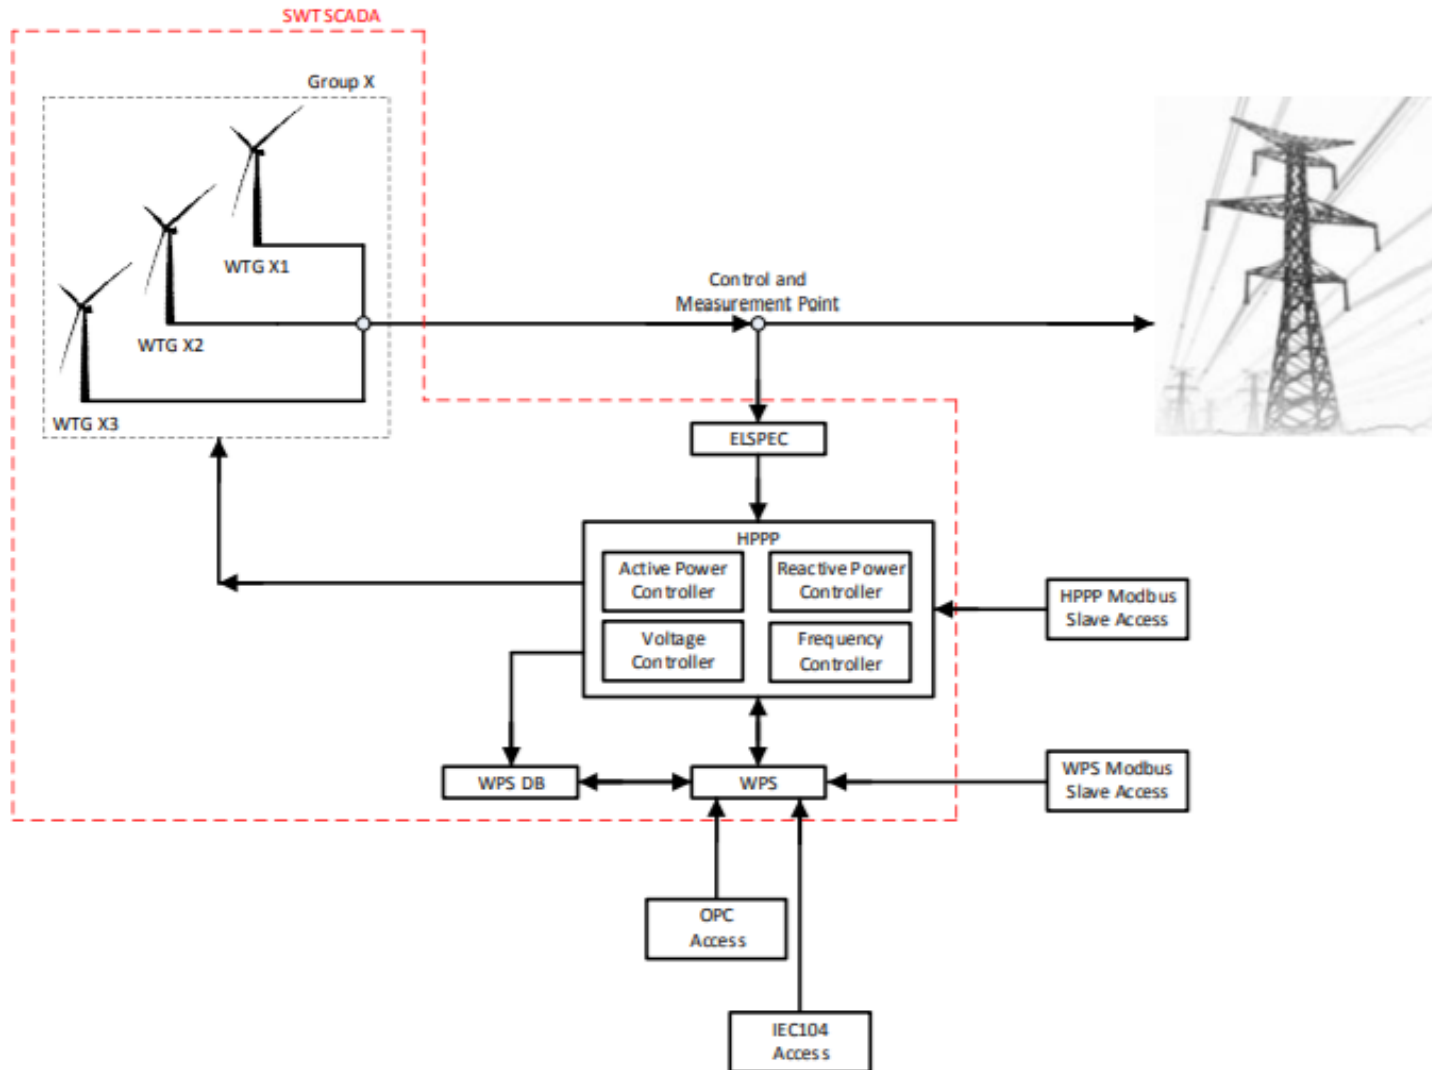 SWT SCADA
Group X
WTG X1
WTG X2
WTG X3
Control and
Measurement Point
ELSPEC
HPPP
Active Power
Controller
Reactive Power
Controller
Voltage
Controller
Frequency
Controller
HPPP Modbus
Slave Access
WPS DB
WPS
WPS Modbus
Slave Access
OPC
Access
IEC104
Access